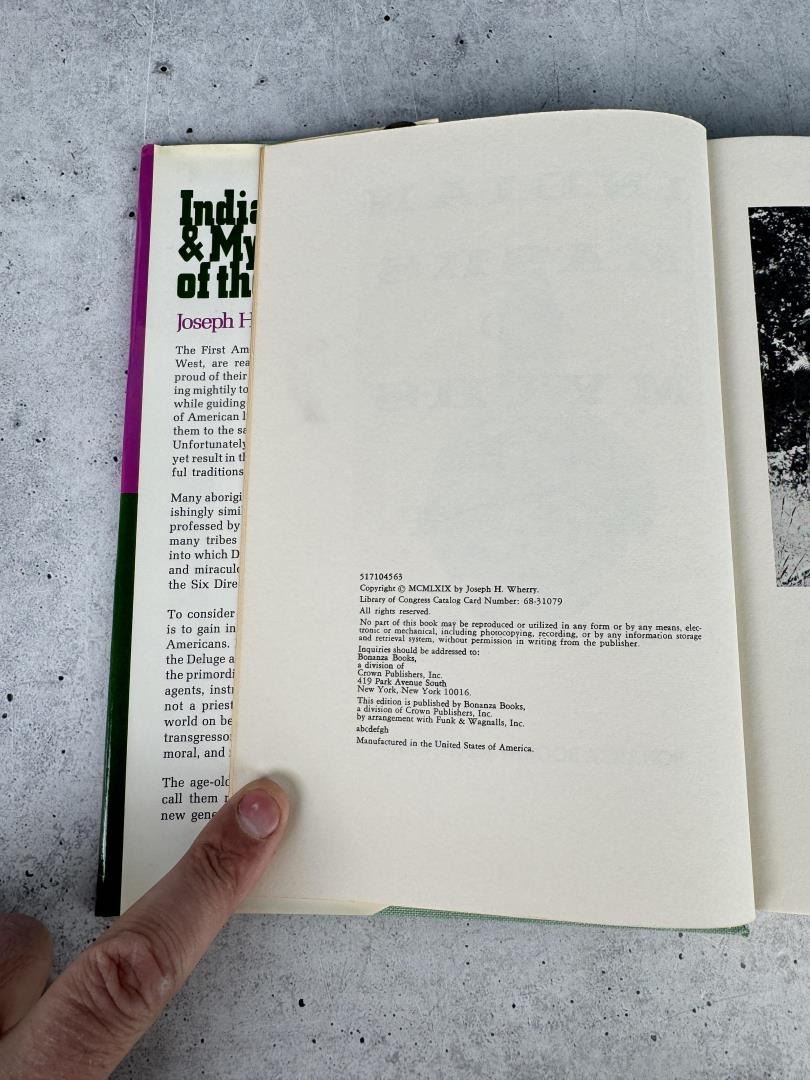 India
& My
of the
Joseph H
The First Am
West, are rea
proud of their
ing mightily to
while guiding
of American l
them to the sa
Unfortunately
yet result in th
ful traditions
Many aborigi
ishingly simi
professed by
many tribes
into which D
and miracul
the Six Dire
To consider
is to gain in
Americans.
the Deluge a
the primordi
agents, inst
not a priest
world on be
transgresso
moral, and
The age-old
call them
new gene
517104563
Copyright © MCMLXIX by Joseph H. Wherry.
Library of Congress Catalog Card Number: 68-31079
All rights reserved.
No part of this book may be reproduced or utilized in any form or by any means, elec-
tronic or mechanical, including photocopying, recording, or by any information storage
and retrieval system, without permission in writing from the publisher.
Inquiries should be addressed to:
Bonanza Books,
a division of
Crown Publishers, Inc.
419 Park Avenue South
New York, New York 10016.
This edition is published by Bonanza Books,
a division of Crown Publishers, Inc.
by arrangement with Funk & Wagnalls, Inc.
abcdefgh
Manufactured in the United States of America.